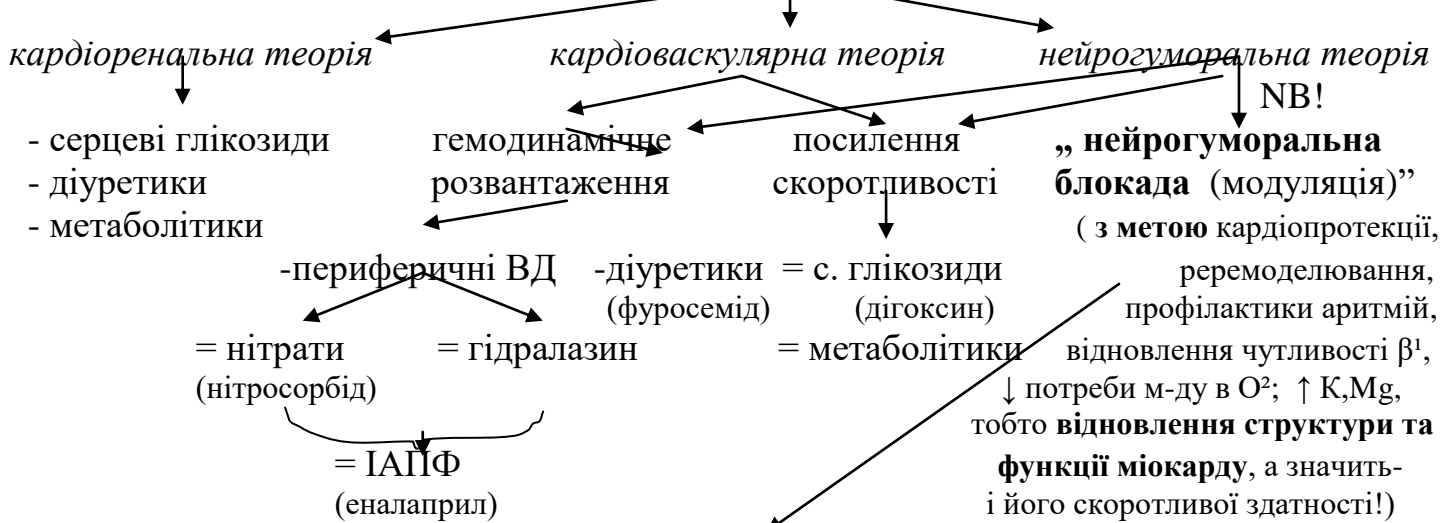 кардіоренальна теорія кардіоваскулярна теорія нейрогуморальна теорія
NB!
- серцеві глікозиди гемодинамічне посилення „ нейрогуморальна
- діуретики розвантаження скоротливості блокада (модуляція)”
- метаболітики ( з метою кардіопротекції,
-периферичні ВД -діуретики = с. глікозиди реремоделювання,
(фуросемід) (дігоксин) профілактики аритмій,
= нітрати = гідралазин = метаболітики відновлення чутливості β¹,
(нітросорбід) ↓ потреби м-ду в О²; ↑ К,Mg,
тобто відновлення структури та
= ІАПФ функції міокарду, а значить-
(еналаприл) і його скоротливої здатності!)